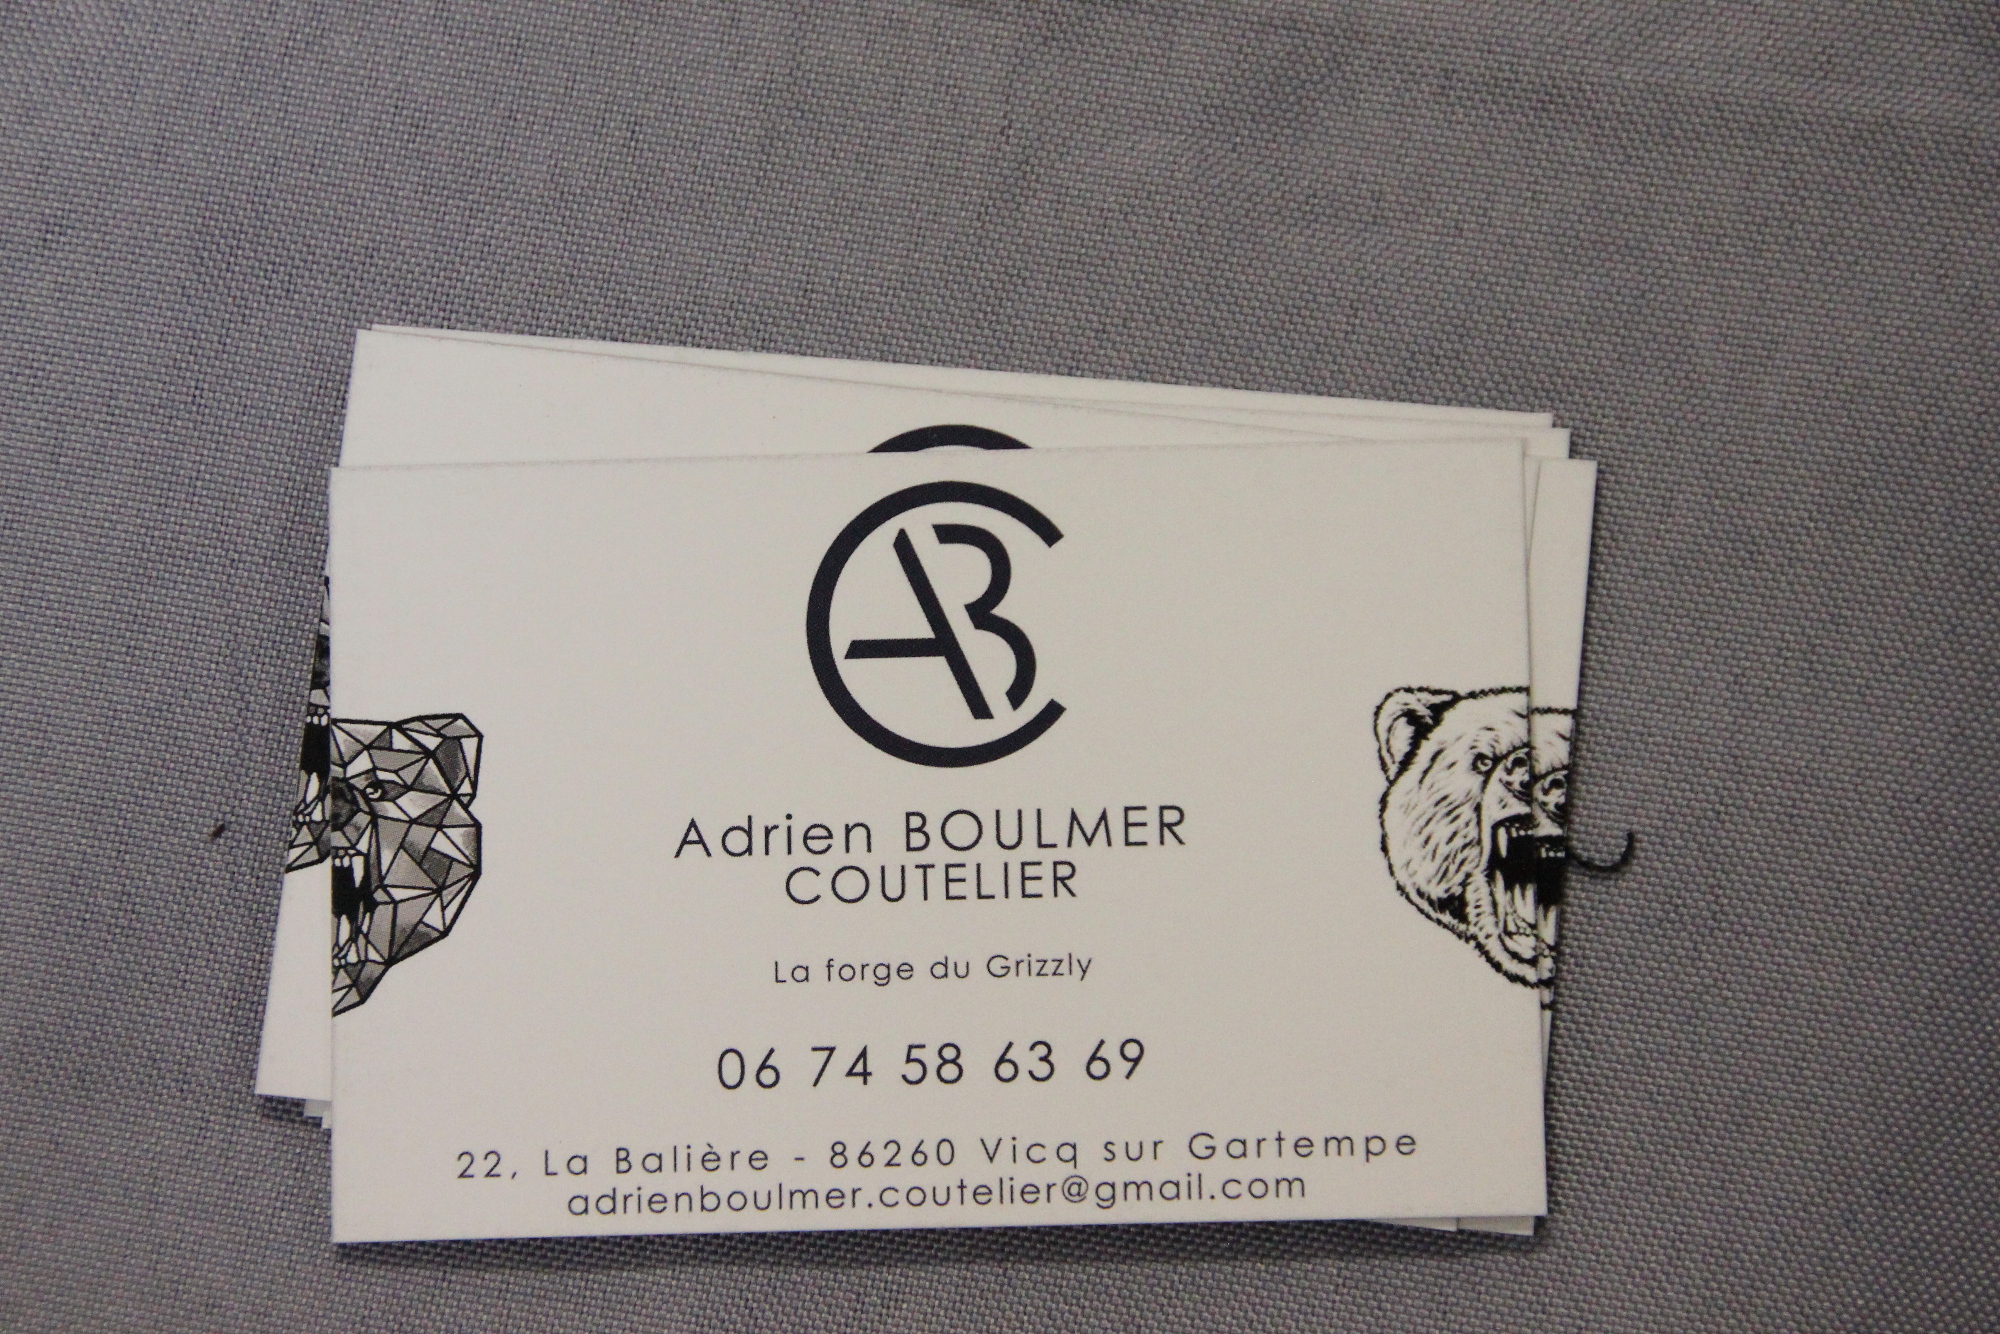 CAB
Adrien BOULMER
COUTELIER
La forge du Grizzly
06 74 58 63 69
22, La Balière - 86260 Vicq sur Gartempe
adrienboulmer.coutelier@gmail.com